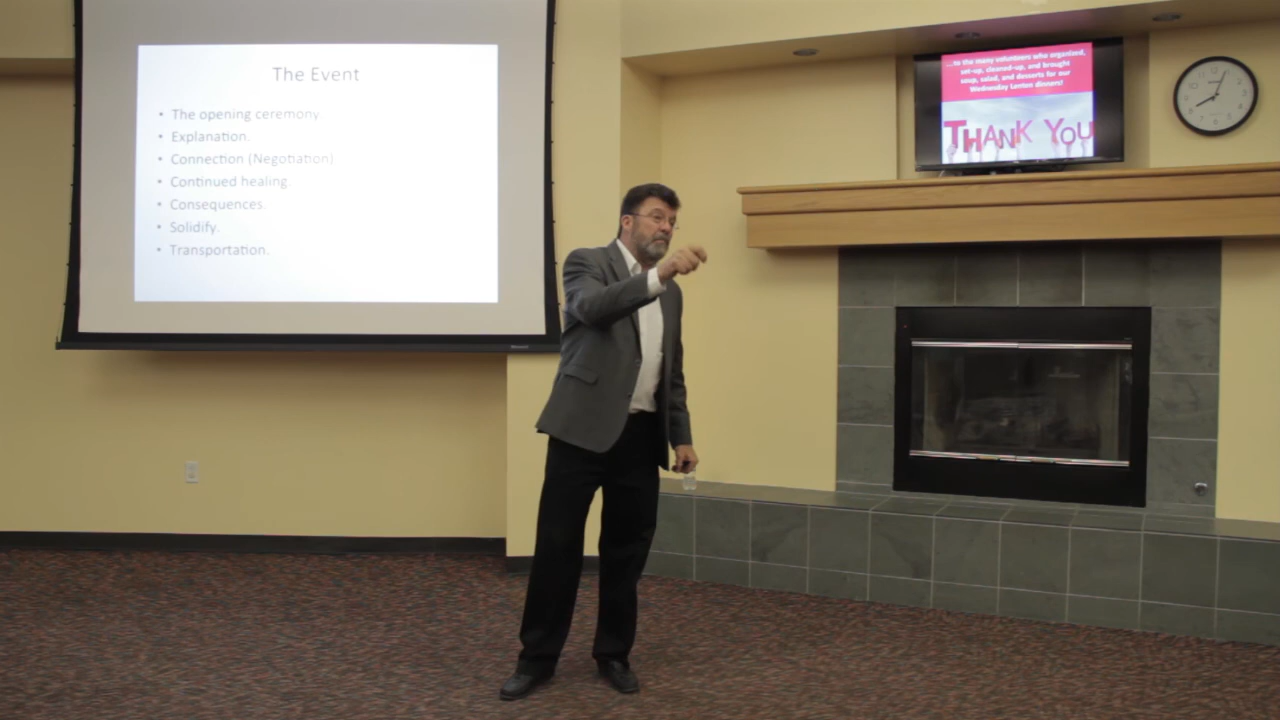 The Event
• The opening ceremony.
• Explanation.
• Connection (Negotiation)
• Continued healing.
• Consequences.
• Solidify.
• Transportation.
...to the many volunteers who organized,
set-up, cleaned-up, and brought
soup, salad, and desserts for our
Wednesday Lenten dinners!
THANK YOU